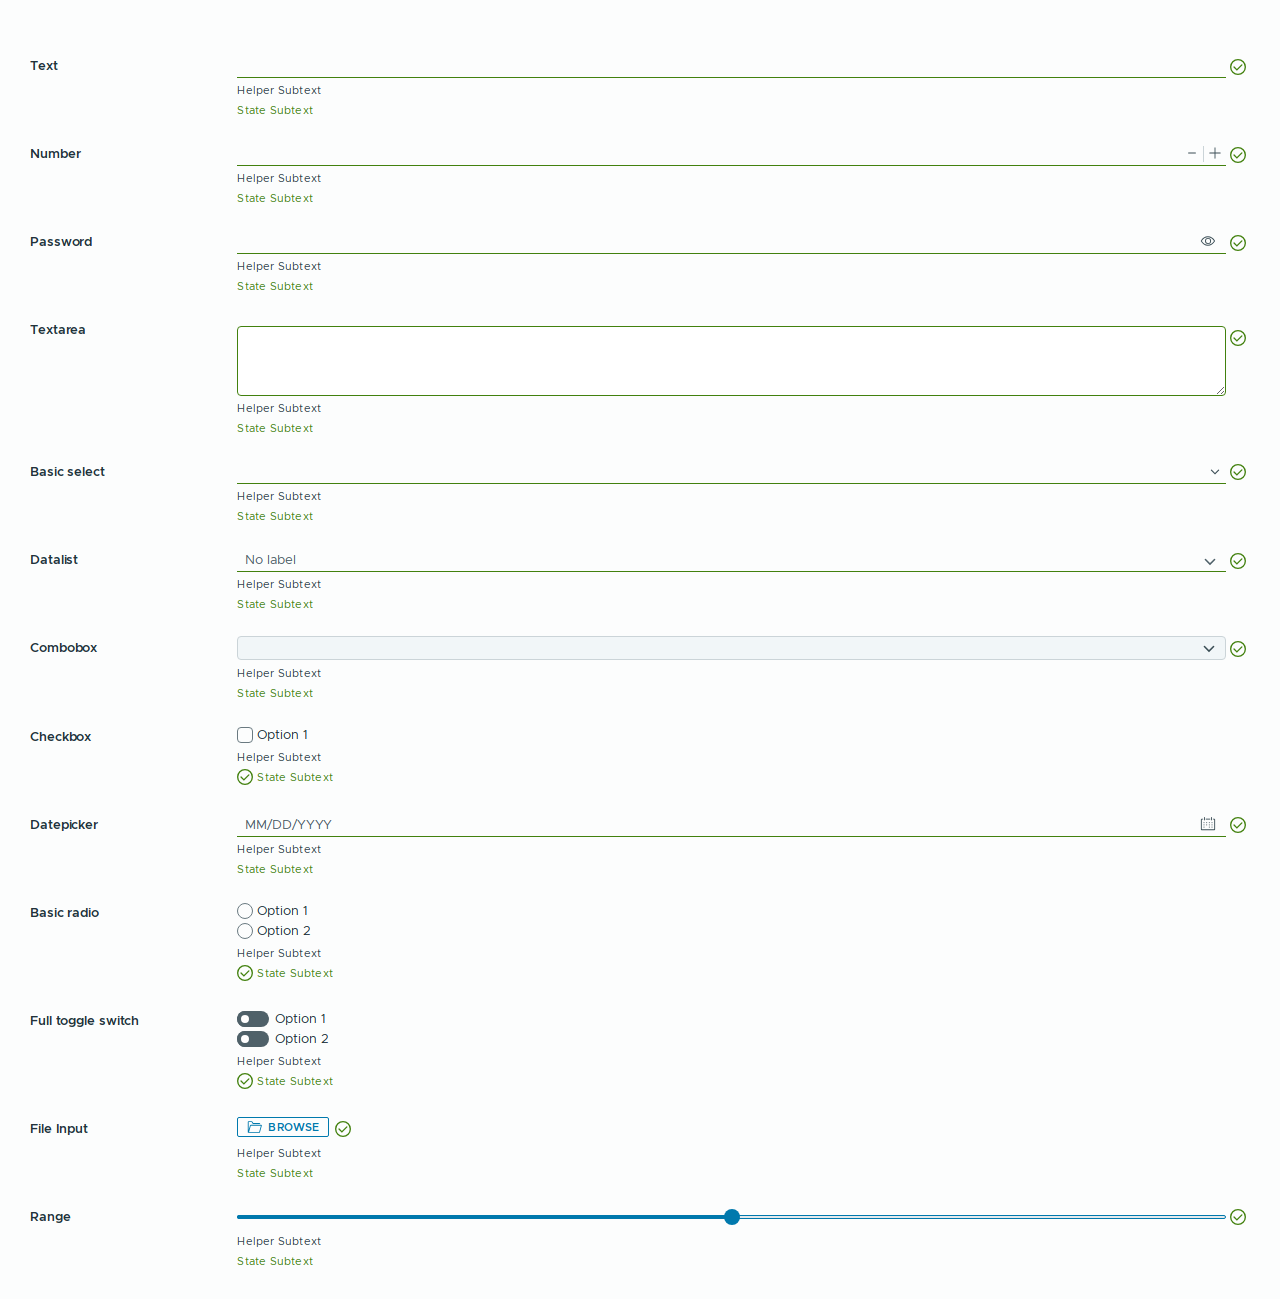 Text
Helper Subtext
State Subtext
Number
Helper Subtext
State Subtext
Password
Helper Subtext
State Subtext
Textarea
Helper Subtext
State Subtext
Basic select
Helper Subtext
State Subtext
Datalist
No label
Helper Subtext
State Subtext
Combobox
Helper Subtext
State Subtext
Checkbox
Option 1
Helper Subtext
State Subtext
Datepicker
MM/DD/YYYY
Helper Subtext
State Subtext
Basic radio
Option 1
Option 2
Helper Subtext
State Subtext
Full toggle switch
Option 1
Option 2
Helper Subtext
State Subtext
File Input
BROWSE
Helper Subtext
State Subtext
Range
Helper Subtext
State Subtext